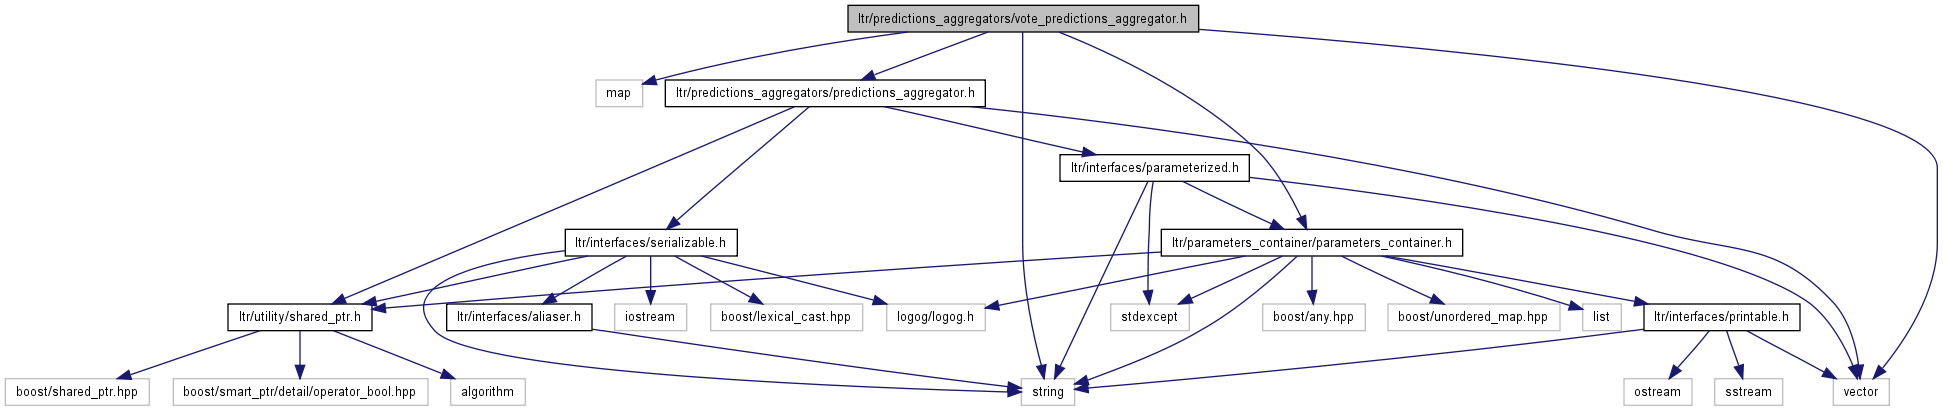 ltr/predictions_aggregators/vote_predictions_aggregator.h
map
ltr/predictions_aggregators/predictions_aggregator.h
ltr/interfaces/parameterized.h
ltr/interfaces/serializable.h
ltr/parameters_container/parameters_container.h
ltr/utility/shared_ptr.h
ltr/interfaces/aliaser.h
iostream
boost/lexical_cast.hpp
logog/logog.h
stdexcept
boost/any.hpp
boost/unordered_map.hpp
list
ltr/interfaces/printable.h
boost/shared_ptr.hpp
boost/smart_ptr/detail/operator_bool.hpp
algorithm
string
ostream
sstream
vector